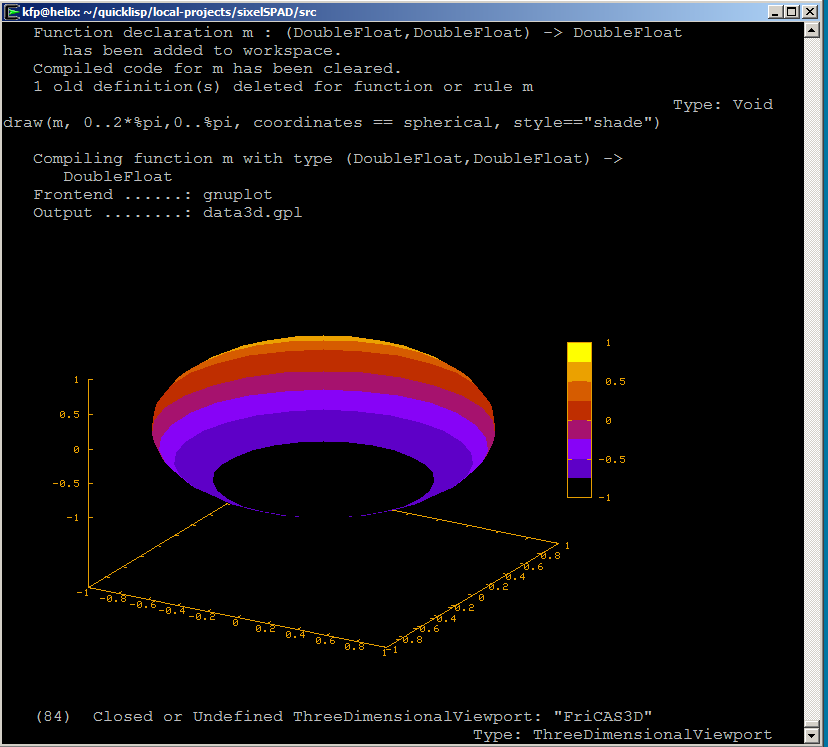 kfp@helix: ~/quicklisp/local-projects/sixelSPAD/src
Function declaration m : (DoubleFloat,DoubleFloat) -> DoubleFloat
has been added to workspace.
Compiled code for m has been cleared.
1 old definition(s) deleted for function or rule m
Type: Void
draw(m, 0..2*%pi,0..%pi, coordinates == spherical, style=="shade")
Compiling function m with type (DoubleFloat,DoubleFloat) ->
DoubleFloat
Frontend ......: gnuplot
Output ........: data3d.gpl
1
0.5
0
-0.5
-1
1
0.5
0
-0.5
-1
-1
-0.8
-0.6
-0.4
-0.2
0
0.2
0.4
0.6
0.8
1
-1
-0.8
-0.6
-0.4
-0.2
0
0.2
0.4
0.6
0.8
1
(84) Closed or Undefined ThreeDimensionalViewport: "FriCAS3D"
Type: ThreeDimensionalViewport